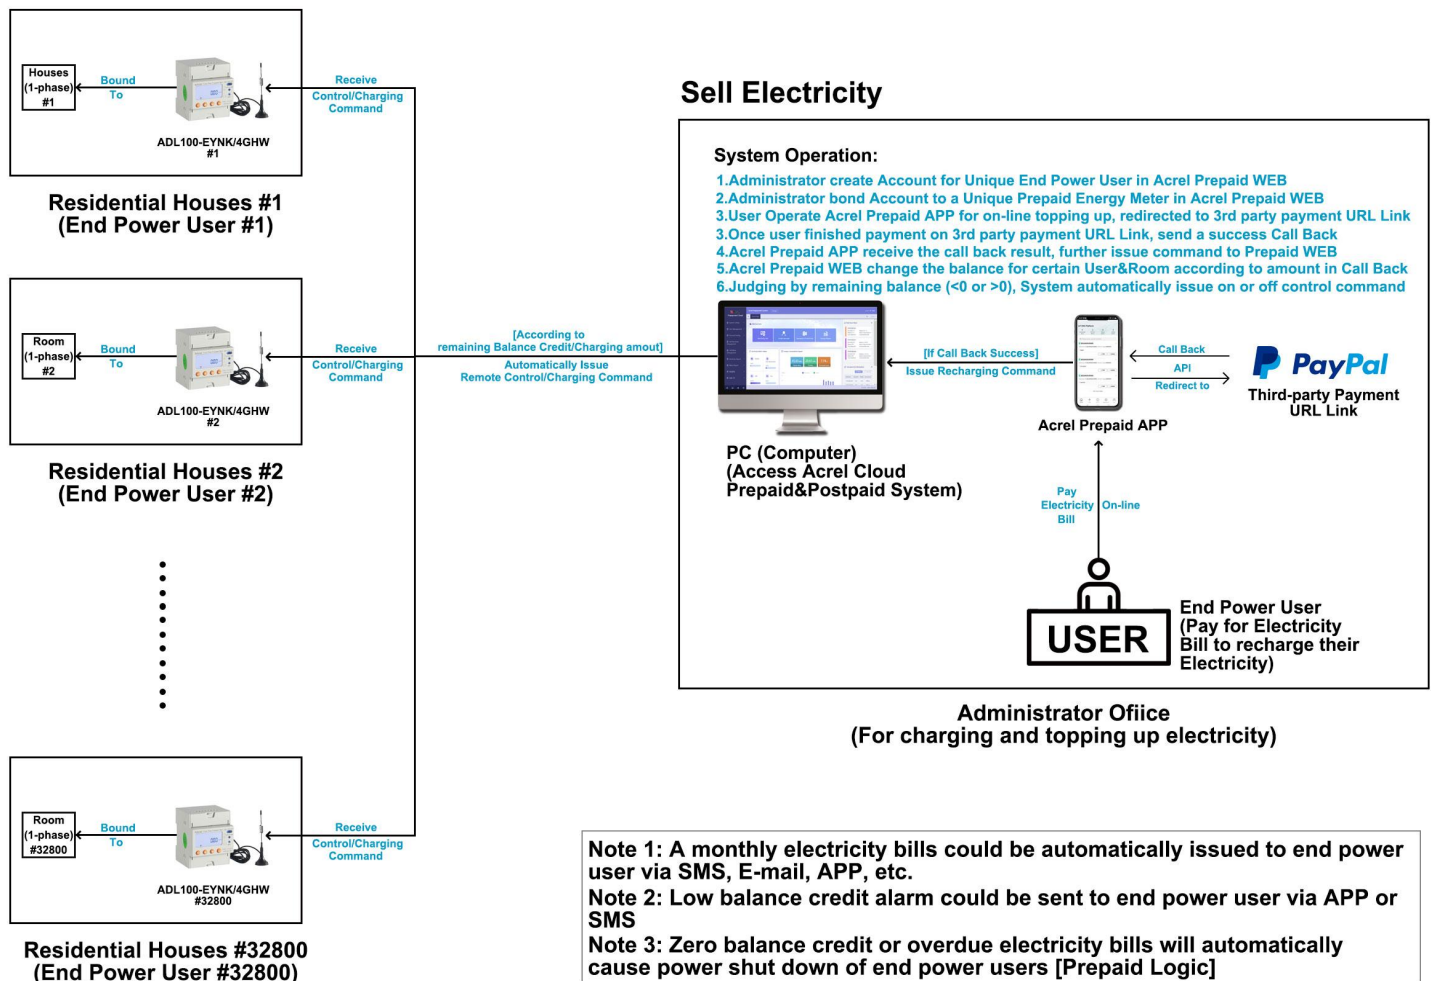 Houses
(1-phase)
#1
Bound
To
ADL100-EYNK/4GHW
#1
Receive
Control/Charging
Command
Residential Houses #1
(End Power User #1)
Room
(1-phase)
#2
Bound
To
ADL100-EYNK/4GHW
#2
Receive
Control/Charging
Command
Residential Houses #2
(End Power User #2)
Room
(1-phase)
#32800
Bound
To
ADL100-EYNK/4GHW
#32800
Receive
Control/Charging
Command
Residential Houses #32800
(End Power User #32800)
[According to
remaining Balance Credit/Charging amout]
Automatically Issue
Remote Control/Charging Command
Sell Electricity
System Operation:
1.Administrator create Account for Unique End Power User in Acrel Prepaid WEB
2.Administrator bond Account to a Unique Prepaid Energy Meter in Acrel Prepaid WEB
3.User Operate Acrel Prepaid APP for on-line topping up, redirected to 3rd party payment URL Link
3.Once user finished payment on 3rd party payment URL Link, send a success Call Back
4.Acrel Prepaid APP receive the call back result, further issue command to Prepaid WEB
5.Acrel Prepaid WEB change the balance for certain User&Room according to amount in Call Back
6.Judging by remaining balance (<0 or >0), System automatically issue on or off control command
PC (Computer)
(Access Acrel Cloud
Prepaid&Postpaid System)
[If Call Back Success]
Issue Recharging Command
Acrel Prepaid APP
Call Back
API
Redirect to
PayPal
Third-party Payment
URL Link
Pay
Electricity
Bill
On-line
USER
End Power User
(Pay for Electricity
Bill to recharge their
Electricity)
Administrator Ofiice
(For charging and topping up electricity)
Note 1: A monthly electricity bills could be automatically issued to end power
user via SMS, E-mail, APP, etc.
Note 2: Low balance credit alarm could be sent to end power user via APP or
SMS
Note 3: Zero balance credit or overdue electricity bills will automatically
cause power shut down of end power users [Prepaid Logic]